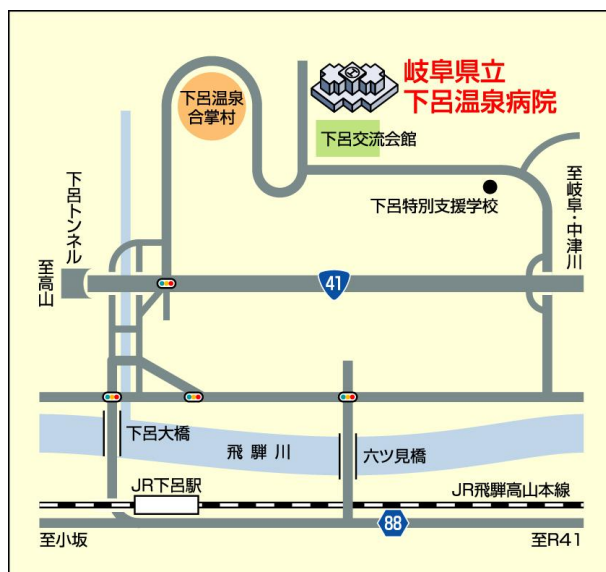 岐阜県立
下呂温泉病院
下呂温泉
合掌村
下呂交流会館
下呂特別支援学校
至岐阜・中津川
下呂トンネル
至高山
41
下呂大橋
飛騨川
六ツ見橋
JR下呂駅
JR飛騨高山本線
88
至小坂
至R41